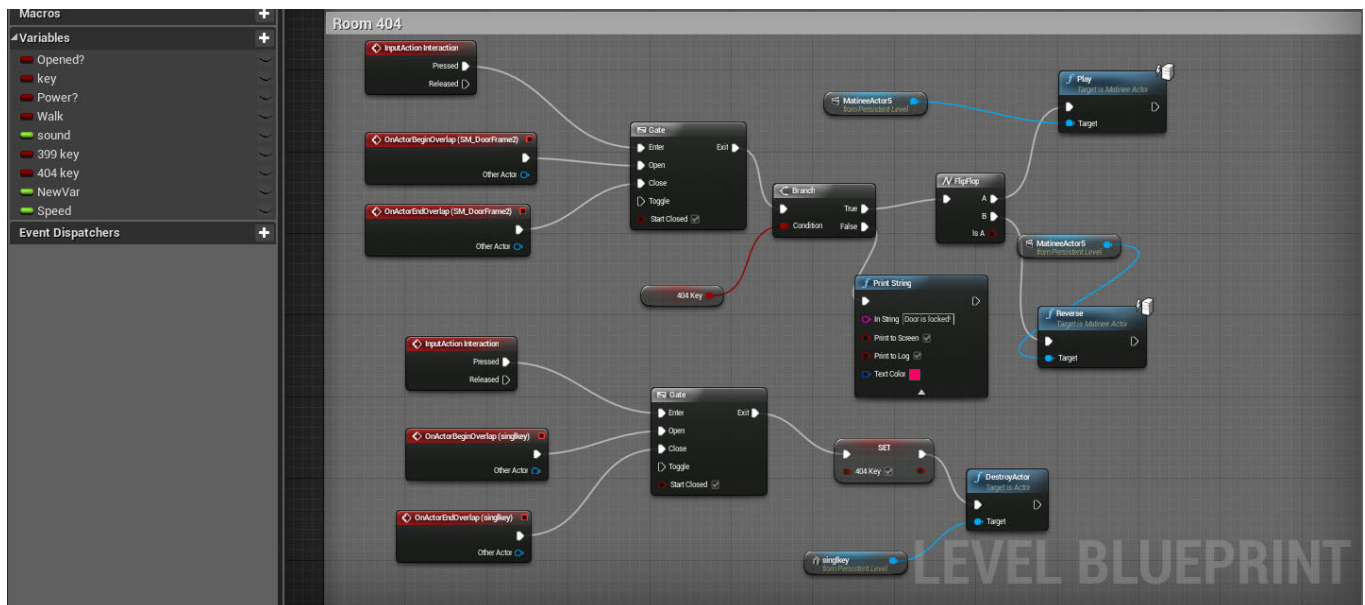 Macros
Variables
Opened?
key
Power?
Walk
sound
399 key
404 key
NewVar
Speed
Event Dispatchers
Room 404
InputAction Interaction
Pressed
Released
OnActorBeginOverlap (SM_DoorFrame2)
Other Actor
OnActorEndOverlap (SM_DoorFrame2)
Other Actor
Gate
Enter Exit
Open
Close
Toggle
Start Closed
Branch
True
Condition False
404 Key
MatineeActor5
from Persistent Level
Play
Target is Matinee Actor
Target
FlipFlop
A
B
Is A
MatineeActor5
from Persistent Level
Reverse
Target is Matinee Actor
Target
Print String
In String Door is locked!
Print to Screen
Print to Log
Text Color
InputAction Interaction
Pressed
Released
OnActorBeginOverlap (singlkey)
Other Actor
OnActorEndOverlap (singlkey)
Other Actor
Gate
Enter Exit
Open
Close
Toggle
Start Closed
SET
404 Key
DestroyActor
Target is Actor
Target
singlkey
from Persistent Level
LEVEL BLUEPRINT